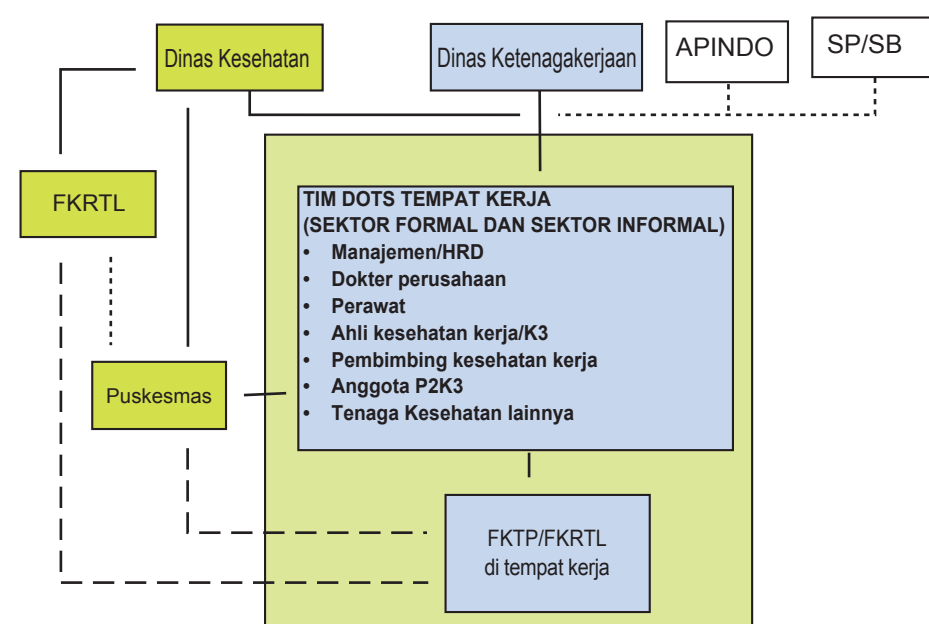 Dinas Kesehatan
Dinas Ketenagakerjaan
APINDO
SP/SB
FKRTL
TIM DOTS TEMPAT KERJA
(SEKTOR FORMAL DAN SEKTOR INFORMAL)
• Manajemen/HRD
• Dokter perusahaan
• Perawat
• Ahli kesehatan kerja/K3
• Pembimbing kesehatan kerja
• Anggota P2K3
• Tenaga Kesehatan lainnya
Puskesmas
FKTP/FKRTL
di tempat kerja